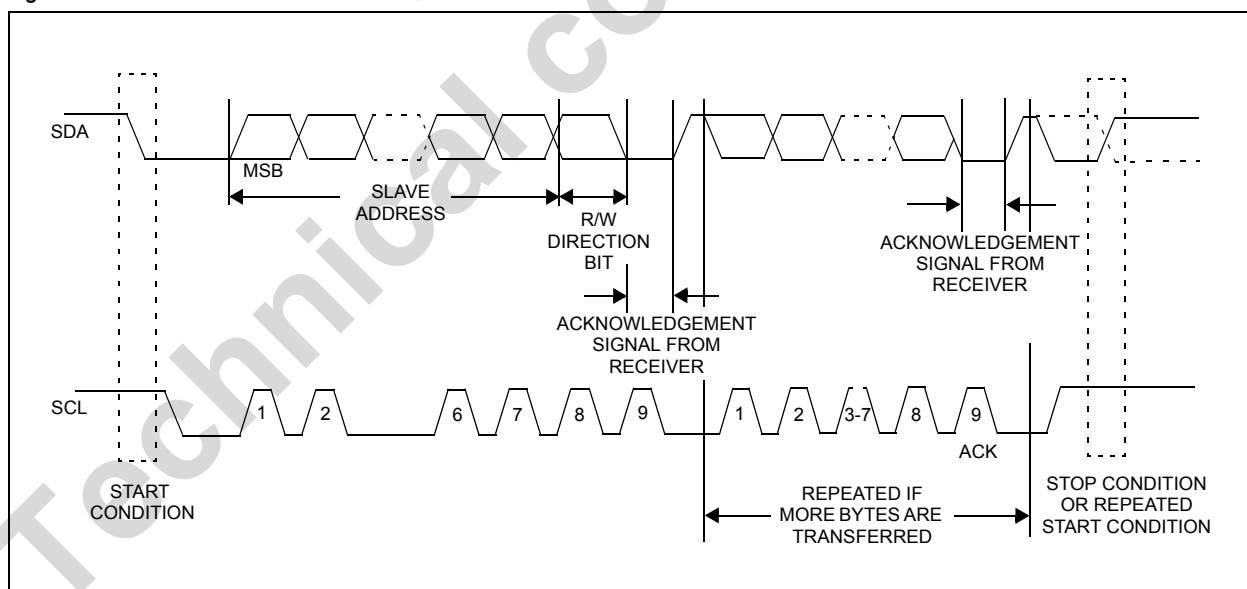 SDA
MSB
SLAVE
ADDRESS
R/W
DIRECTION
BIT
ACKNOWLEDGEMENT
SIGNAL FROM
RECEIVER
ACKNOWLEDGEMENT
SIGNAL FROM
RECEIVER
SCL
1
2
6
7
8
9
1
2
3-7
8
9
ACK
START
CONDITION
REPEATED IF
MORE BYTES ARE
TRANSFERRED
STOP CONDITION
OR REPEATED
START CONDITION
Technical co